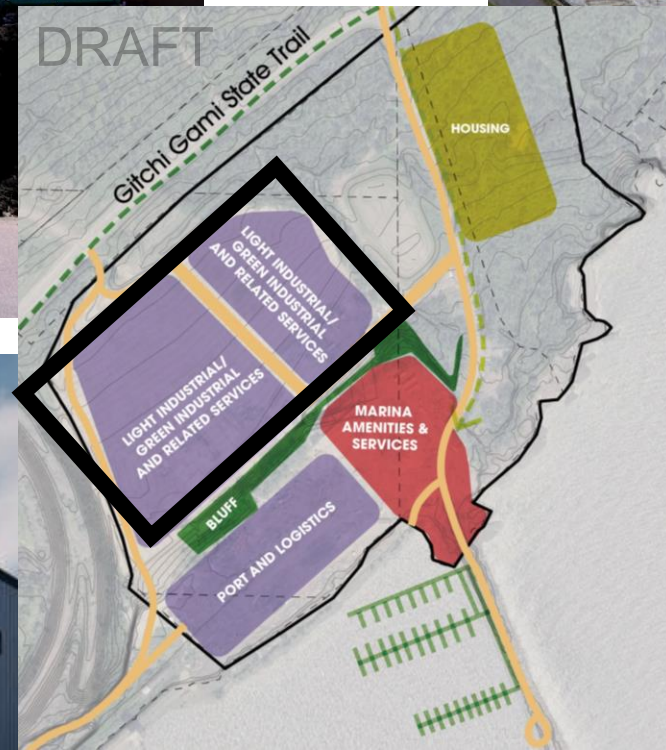 DRAFT
Gitchi Gami State Trail
HOUSING
LIGHT INDUSTRIAL/
GREEN INDUSTRIAL
AND RELATED SERVICES
LIGHT INDUSTRIAL/
GREEN INDUSTRIAL
AND RELATED SERVICES
MARINA
AMENITIES &
SERVICES
BLUFF
PORT AND LOGISTICS